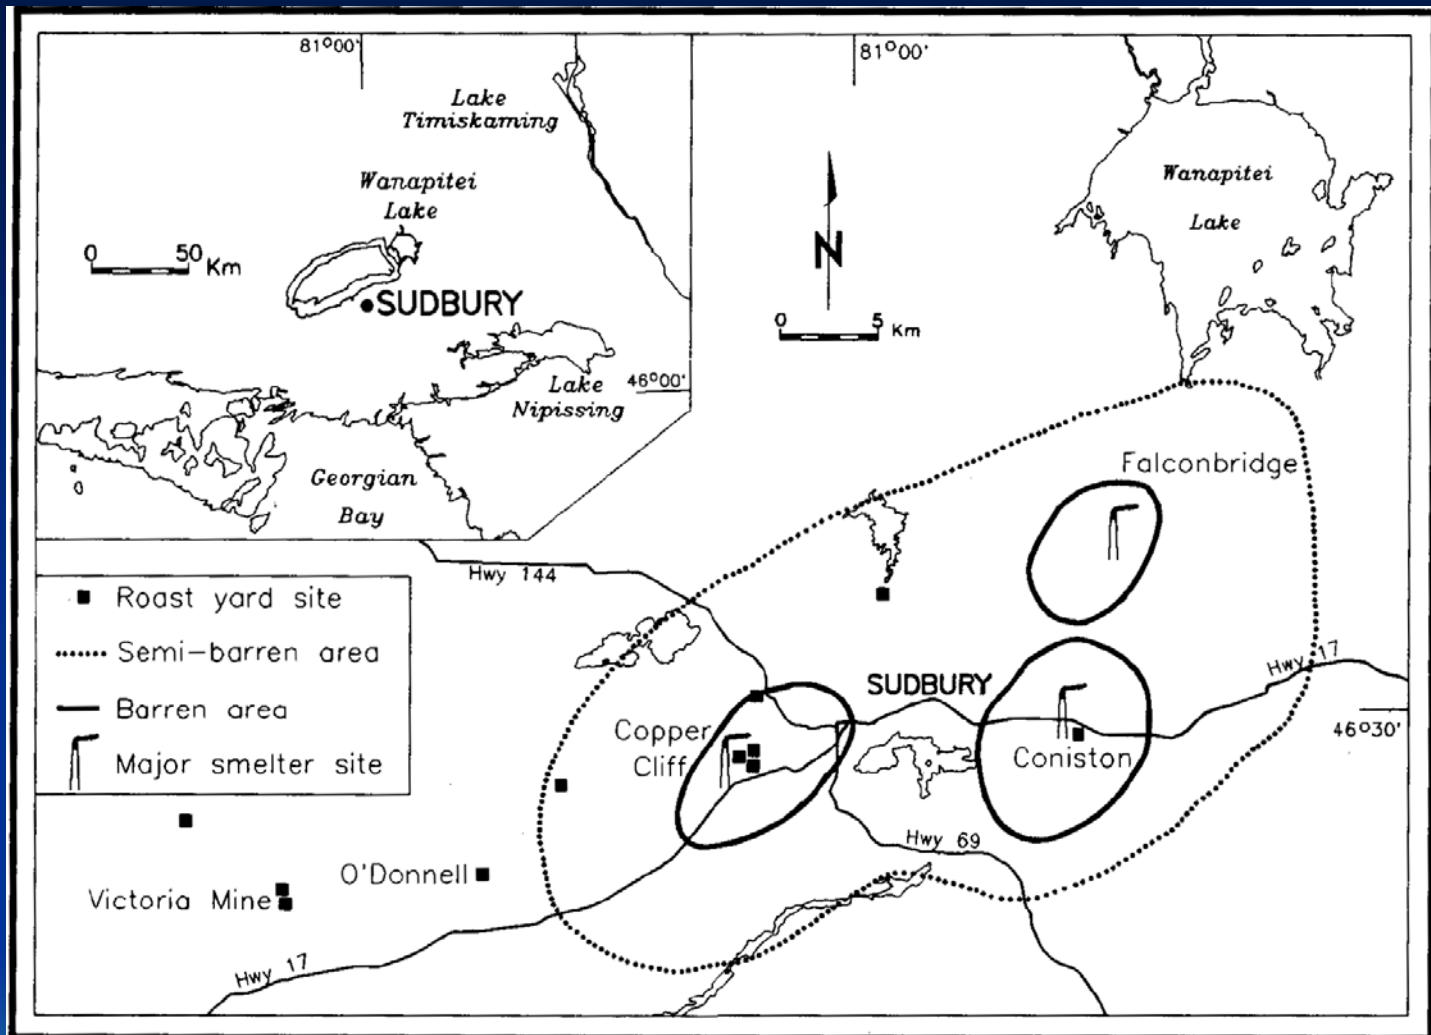 81°00'
Lake
Timiskaming
Wanapitei
Lake
0 50 Km
SUDBURY
46°00'
Lake
Nipissing
Georgian
Bay
81°00'
N
0 5 Km
Wanapitei
Lake
Falconbridge
Hwy 144
Roast yard site
Semi-barren area
Barren area
Major smelter site
SUDBURY
Hwy 17
46°30'
Copper
Cliff
Coniston
Hwy 69
O'Donnell
Victoria Mine
Hwy 17